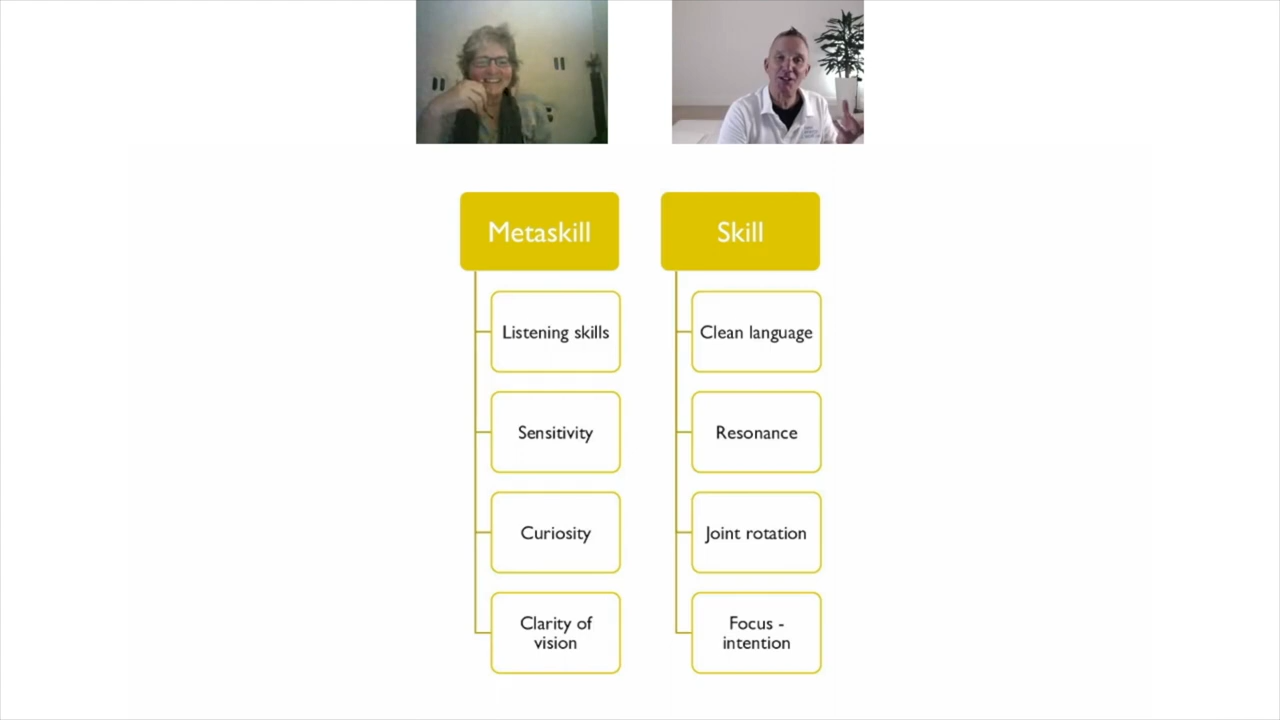 Metaskill
Listening skills
Sensitivity
Curiosity
Clarity of
vision
Skill
Clean language
Resonance
Joint rotation
Focus -
intention